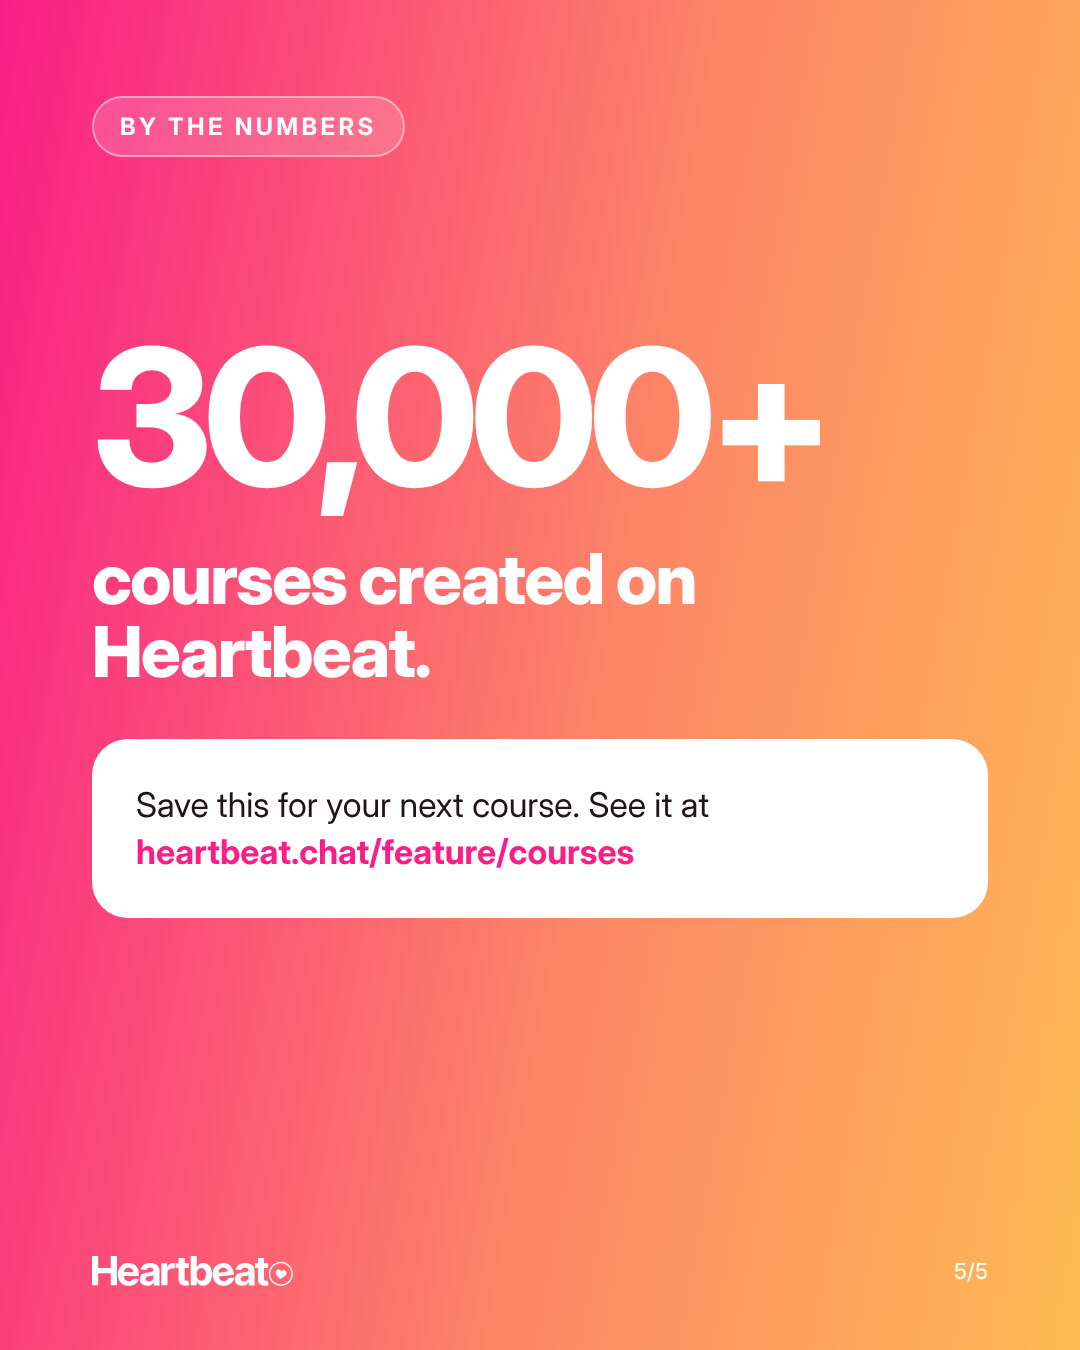 BY THE NUMBERS
30,000+
courses created on
Heartbeat.
Save this for your next course. See it at
heartbeat.chat/feature/courses
Heartbeat
5/5